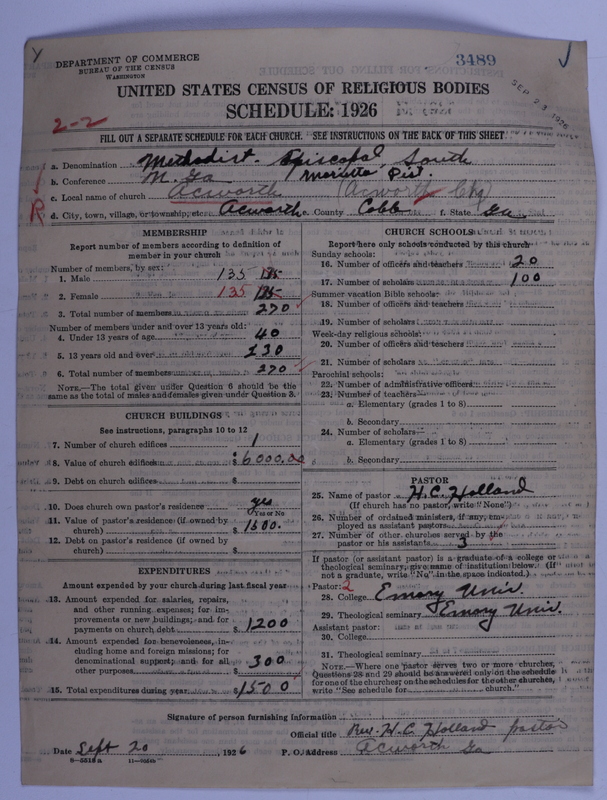 DEPARTMENT OF COMMERCE
BUREAU OF THE CENSUS
WASHINGTON
3489
SEP 23 1926
UNITED STATES CENSUS OF RELIGIOUS BODIES
SCHEDULE: 1926
2-2
FILL OUT A SEPARATE SCHEDULE FOR EACH CHURCH. SEE INSTRUCTIONS ON THE BACK OF THIS SHEET
a. Denomination Methodist Episcopal, South
b. Conference N. Ga Marietta Dist.
c. Local name of church Acworth (Acworth Chg)
R
d. City, town, village, or township, etc. Acworth e. County Cobb f. State Ga
MEMBERSHIP
Report number of members according to definition of
member in your church
Number of members, by sex:
1. Male 135
2. Female 135
3. Total number of members 270
Number of members under and over 13 years old:
4. Under 13 years of age 40
5. 13 years old and over 230
6. Total number of members 270
NOTE.—The total given under Question 6 should be the
same as the total of males and females given under Question 3.
CHURCH BUILDINGS
See instructions, paragraphs 10 to 12
7. Number of church edifices 1
8. Value of church edifices $ 6000.00
9. Debt on church edifices $
10. Does church own pastor's residence? yes
Yes or No
11. Value of pastor's residence (if owned by
church) $ 1600.
12. Debt on pastor's residence (if owned by
church) $
EXPENDITURES
Amount expended by your church during last fiscal year
13. Amount expended for salaries, repairs,
and other running expenses; for im-
provements or new buildings; and for
payments on church debt $ 1200
14. Amount expended for benevolences, in-
cluding home and foreign missions; for
denominational support; and for all
other purposes $ 300
15. Total expenditures during year $ 1500
CHURCH SCHOOLS
Report here only schools conducted by this church
Sunday schools:
16. Number of officers and teachers 20
17. Number of scholars 100
Summer vacation Bible schools:
18. Number of officers and teachers
19. Number of scholars
Week-day religious schools:
20. Number of officers and teachers
21. Number of scholars
Parochial schools:
22. Number of administrative officers
23. Number of teachers—
a. Elementary (grades 1 to 8)
b. Secondary
24. Number of scholars—
a. Elementary (grades 1 to 8)
b. Secondary
PASTOR
25. Name of pastor H. C. Holland
(If church has no pastor, write "None")
26. Number of ordained ministers, if any, em-
ployed as assistant pastors
27. Number of other churches served by the
pastor or his assistants 3
If pastor (or assistant pastor) is a graduate of a college or
theological seminary, give name of institution below. (If
not a graduate, write "No" in the space indicated.)
Pastor: 2
28. College Emory Univ.
29. Theological seminary Emory Univ.
Assistant pastor:
30. College
31. Theological seminary
NOTE.—Where one pastor serves two or more churches,
Questions 28 and 29 should be answered only on the schedule
for one of the churches; on the schedules for the other churches,
write "See schedule for church."
Signature of person furnishing information
Official title Rev. H. C. Holland pastor
Date Sept 20 1926 P. O. Address Acworth Ga